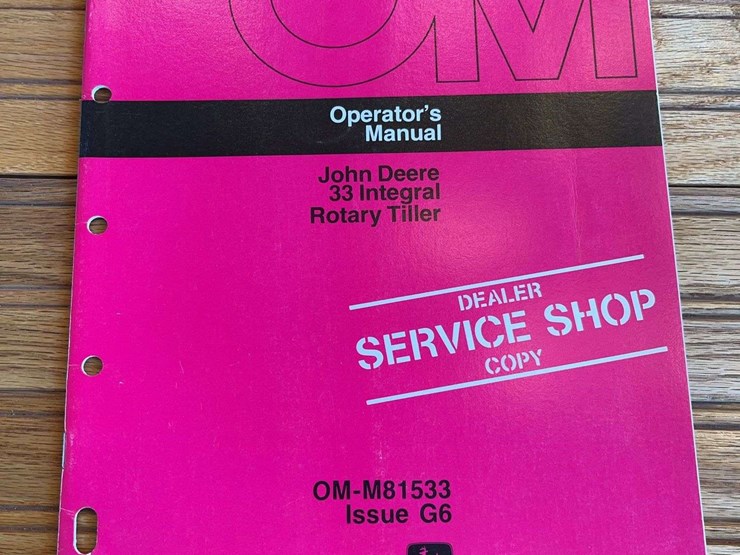 OM
Operator's
Manual
John Deere
33 Integral
Rotary Tiller
DEALER
SERVICE SHOP
COPY
OM-M81533
Issue G6